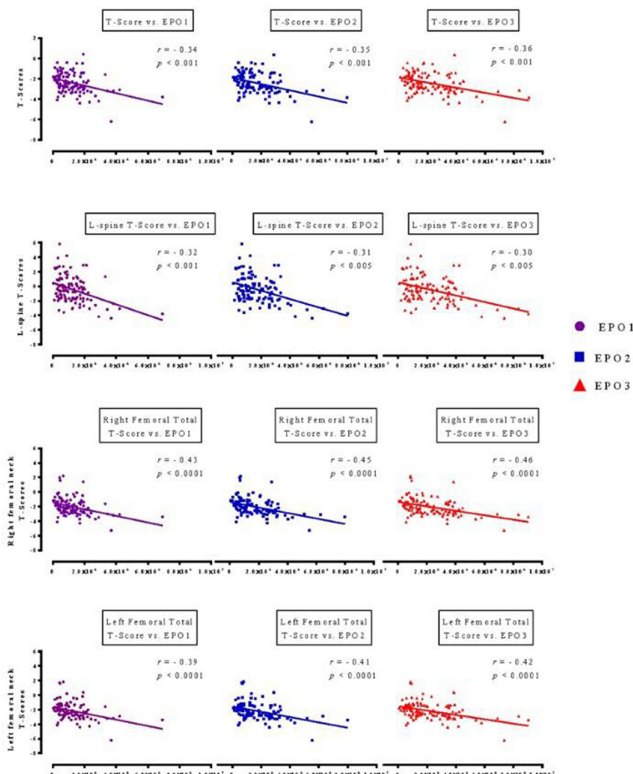 T-Score vs. EPO1
T-Score vs. EPO2
T-Score vs. EPO3
r = - 0.34
p < 0.001
r = - 0.35
p < 0.001
r = - 0.36
p < 0.001
T-Scores
L-spine T-Score vs. EPO1
L-spine T-Score vs. EPO2
L-spine T-Score vs. EPO3
r = - 0.32
p < 0.001
r = - 0.31
p < 0.005
r = - 0.30
p < 0.005
L-spine T-Scores
EPO1
EPO2
EPO3
Right Femoral Total
T-Score vs. EPO1
Right Femoral Total
T-Score vs. EPO2
Right Femoral Total
T-Score vs. EPO3
r = - 0.43
p < 0.0001
r = - 0.45
p < 0.0001
r = - 0.46
p < 0.0001
Right femoral neck
T-Scores
Left Femoral Total
T-Score vs. EPO1
Left Femoral Total
T-Score vs. EPO2
Left Femoral Total
T-Score vs. EPO3
r = - 0.39
p < 0.0001
r = - 0.41
p < 0.0001
r = - 0.42
p < 0.0001
Left femoral neck
T-Scores